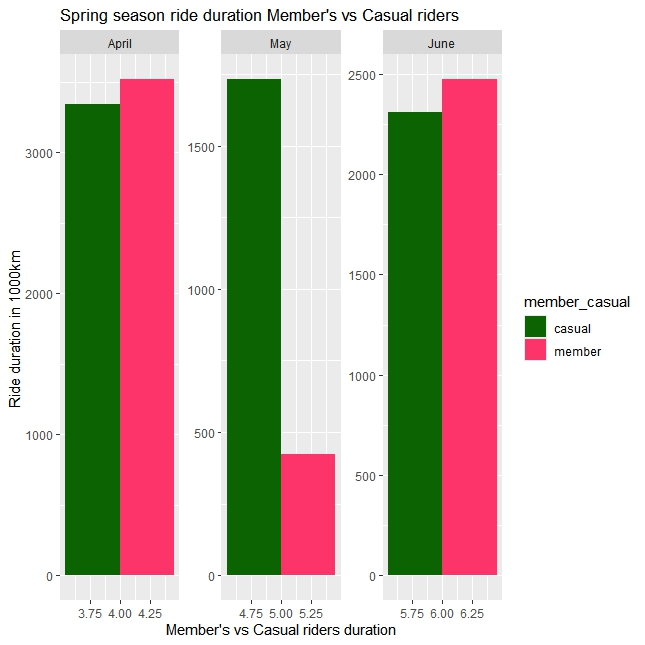 Spring season ride duration Member's vs Casual riders
April
May
June
Ride duration in 1000km
3000
2000
1000
0
1500
1000
500
0
2500
2000
1500
1000
500
0
3.75 4.00 4.25
4.75 5.00 5.25
5.75 6.00 6.25
Member's vs Casual riders duration
member_casual
casual
member